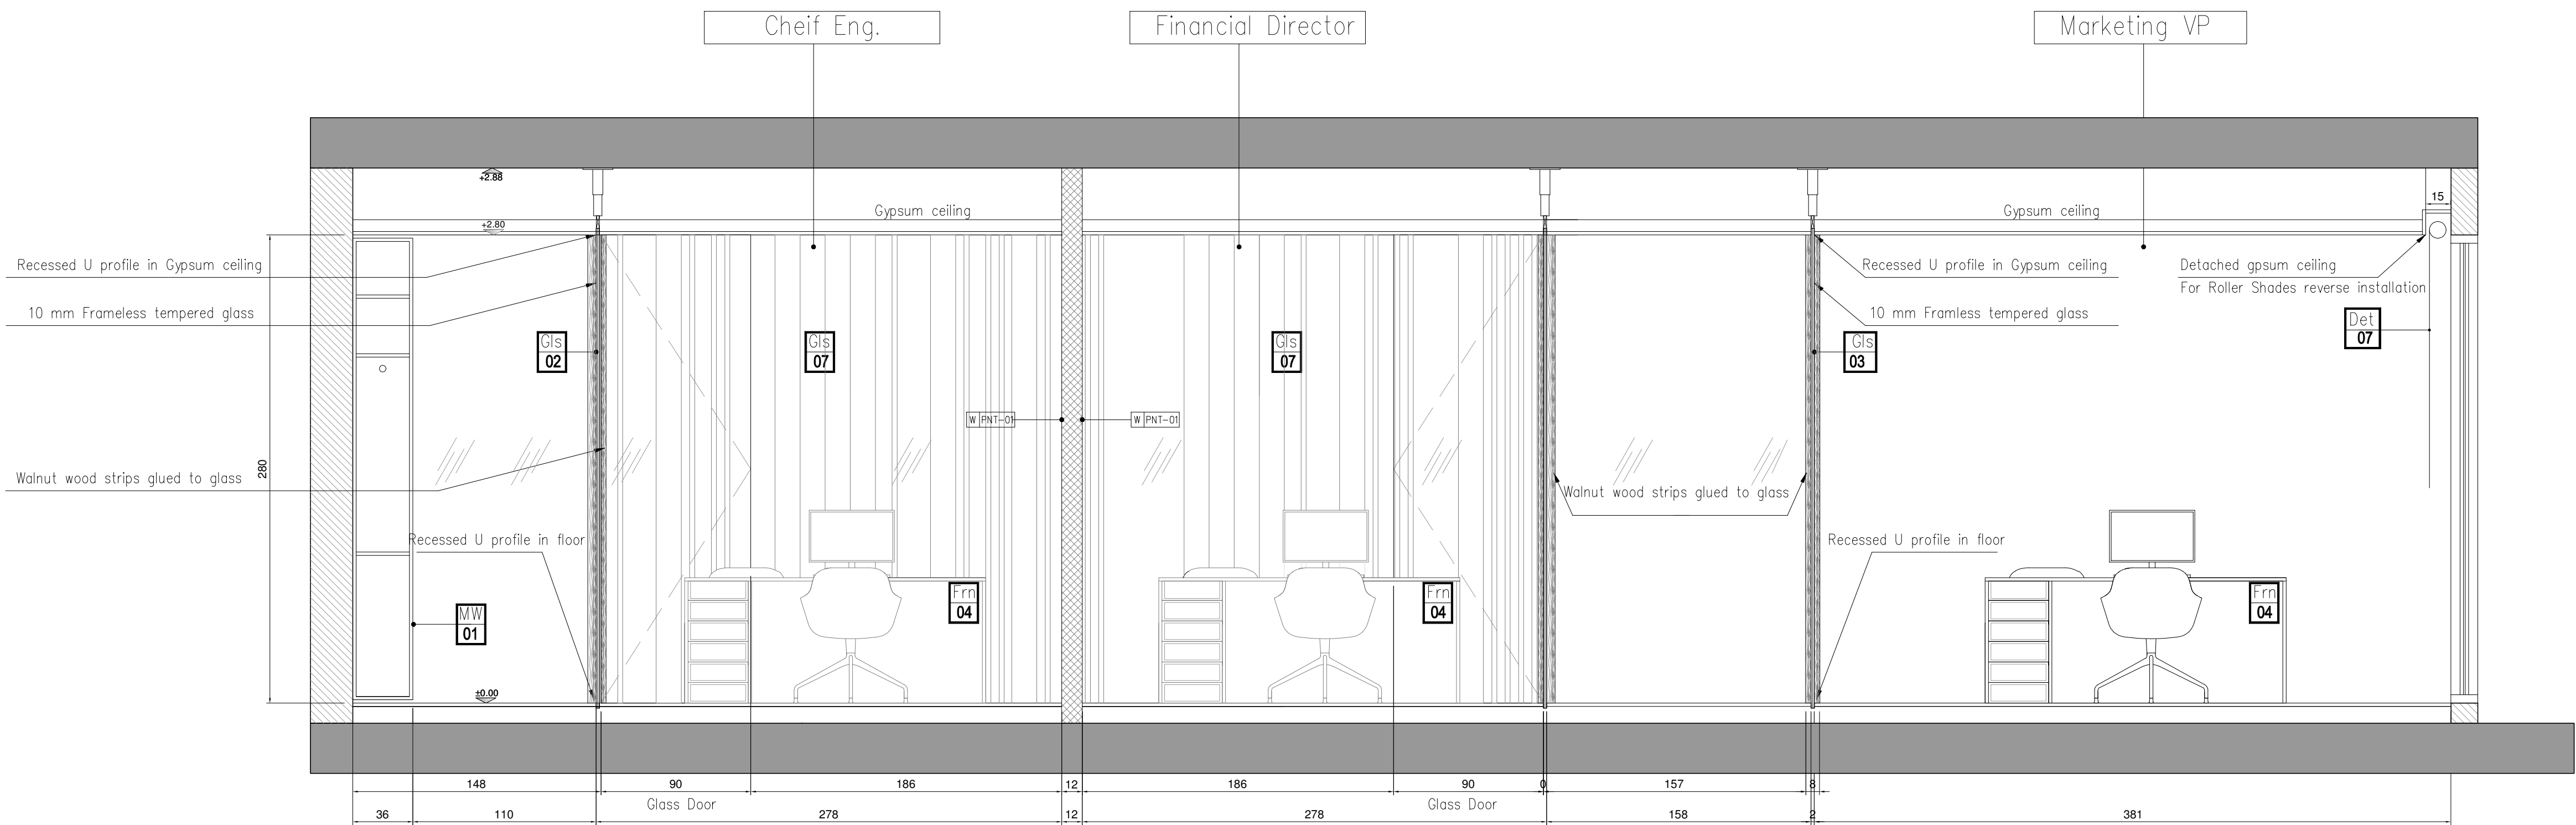 Cheif Eng.
Financial Director
Marketing VP
+2.88
15
Gypsum ceiling
Gypsum ceiling
+2.80
Recessed U profile in Gypsum ceiling
Recessed U profile in Gypsum ceiling
Detached gpsum ceiling
For Roller Shades reverse installation
10 mm Frameless tempered glass
10 mm Framless tempered glass
Gls
02
Gls
07
Gls
07
Gls
03
Det
07
W PNT-01
W PNT-01
280
Walnut wood strips glued to glass
Walnut wood strips glued to glass
Recessed U profile in floor
Recessed U profile in floor
MW
01
Frn
04
Frn
04
Frn
04
±0.00
148 90 186 12 186 90 0 157 8
Glass Door
Glass Door
36 110 278 12 278 158 2 381